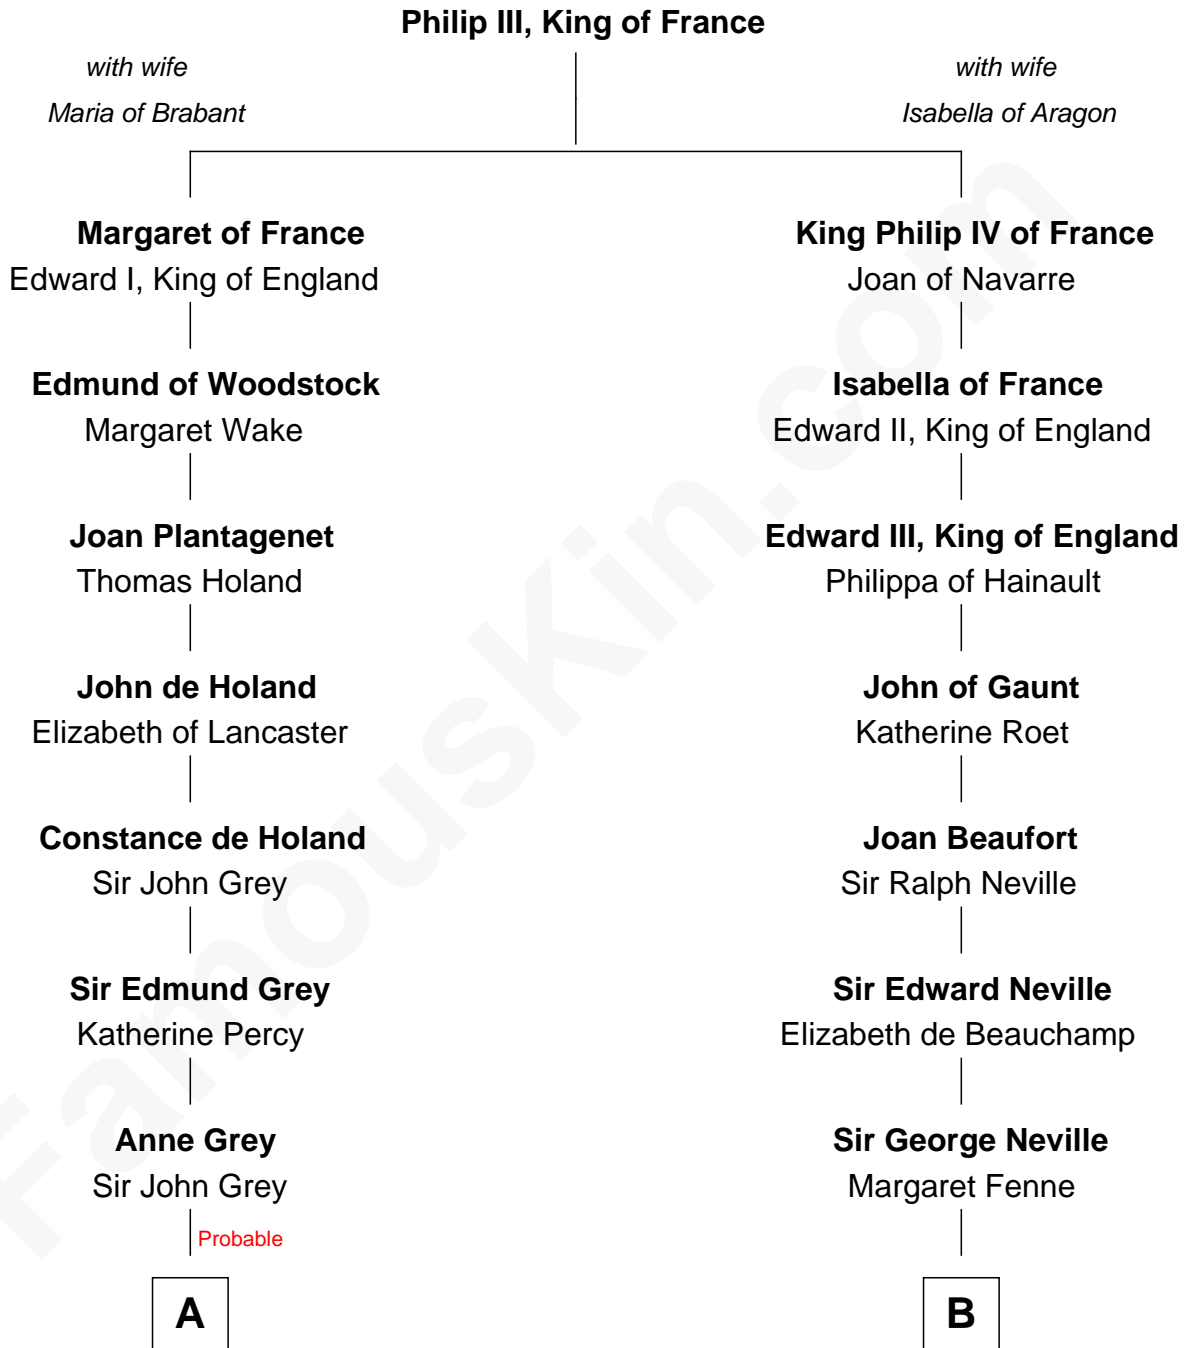 Philip III, King of France
with wife
Maria of Brabant
with wife
Isabella of Aragon
Margaret of France
Edward I, King of England
King Philip IV of France
Joan of Navarre
Edmund of Woodstock
Margaret Wake
Isabella of France
Edward II, King of England
Joan Plantagenet
Thomas Holand
Edward III, King of England
Philippa of Hainault
John de Holand
Elizabeth of Lancaster
John of Gaunt
Katherine Roet
Constance de Holand
Sir John Grey
Joan Beaufort
Sir Ralph Neville
Sir Edmund Grey
Katherine Percy
Sir Edward Neville
Elizabeth de Beauchamp
Anne Grey
Sir John Grey
Probable
Sir George Neville
Margaret Fenne
A
B
FamousKin.com